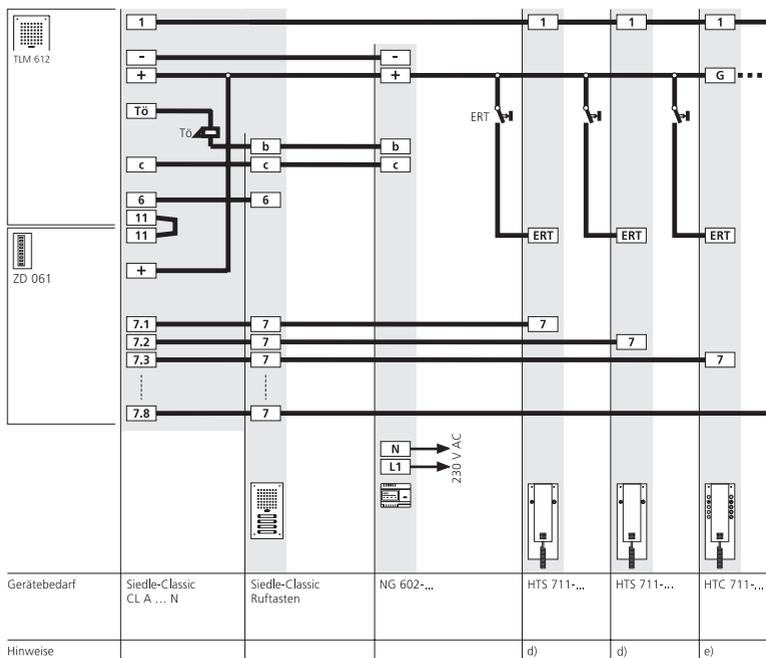 TLM 612
1 1 1 1
- -
+ + G
Tö ERT
Tö
b b
c c c
6 6
11
11 ERT ERT ERT
ZD 061
+
7.1 7 7
7.2 7 7
7.3 7 7
7.8 7
N
L1
230 V AC
Gerätebedarf Siedle-Classic CL A ... N Siedle-Classic Ruftasten NG 602-... HTS 711-... HTS 711-... HTC 711-...
Hinweise d) d) e)